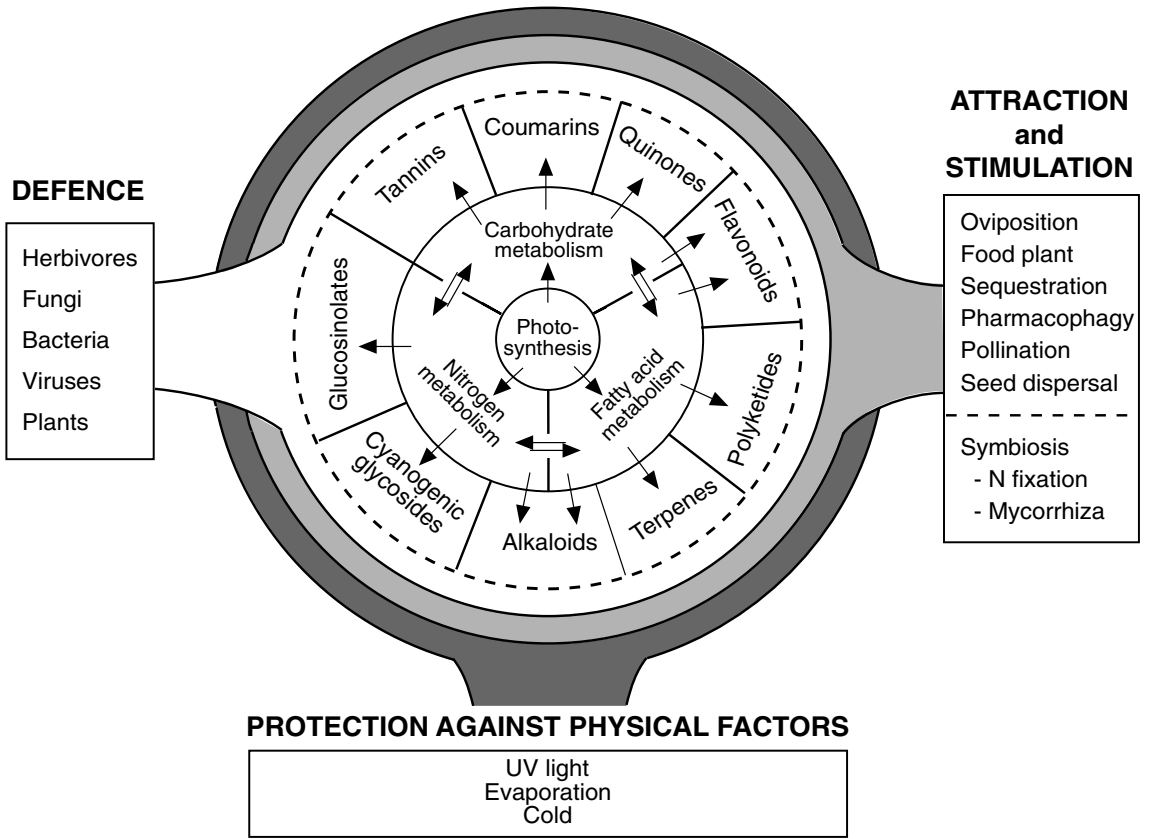 DEFENCE
Herbivores
Fungi
Bacteria
Viruses
Plants
Tannins
Coumarins
Quinones
Flavonoids
Polyketides
Terpenes
Alkaloids
Cyanogenic
glycosides
Glucosinolates
Carbohydrate
metabolism
Photo-
synthesis
Nitrogen
metabolism
Fatty acid
metabolism
ATTRACTION
and
STIMULATION
Oviposition
Food plant
Sequestration
Pharmacophagy
Pollination
Seed dispersal
Symbiosis
- N fixation
- Mycorrhiza
PROTECTION AGAINST PHYSICAL FACTORS
UV light
Evaporation
Cold